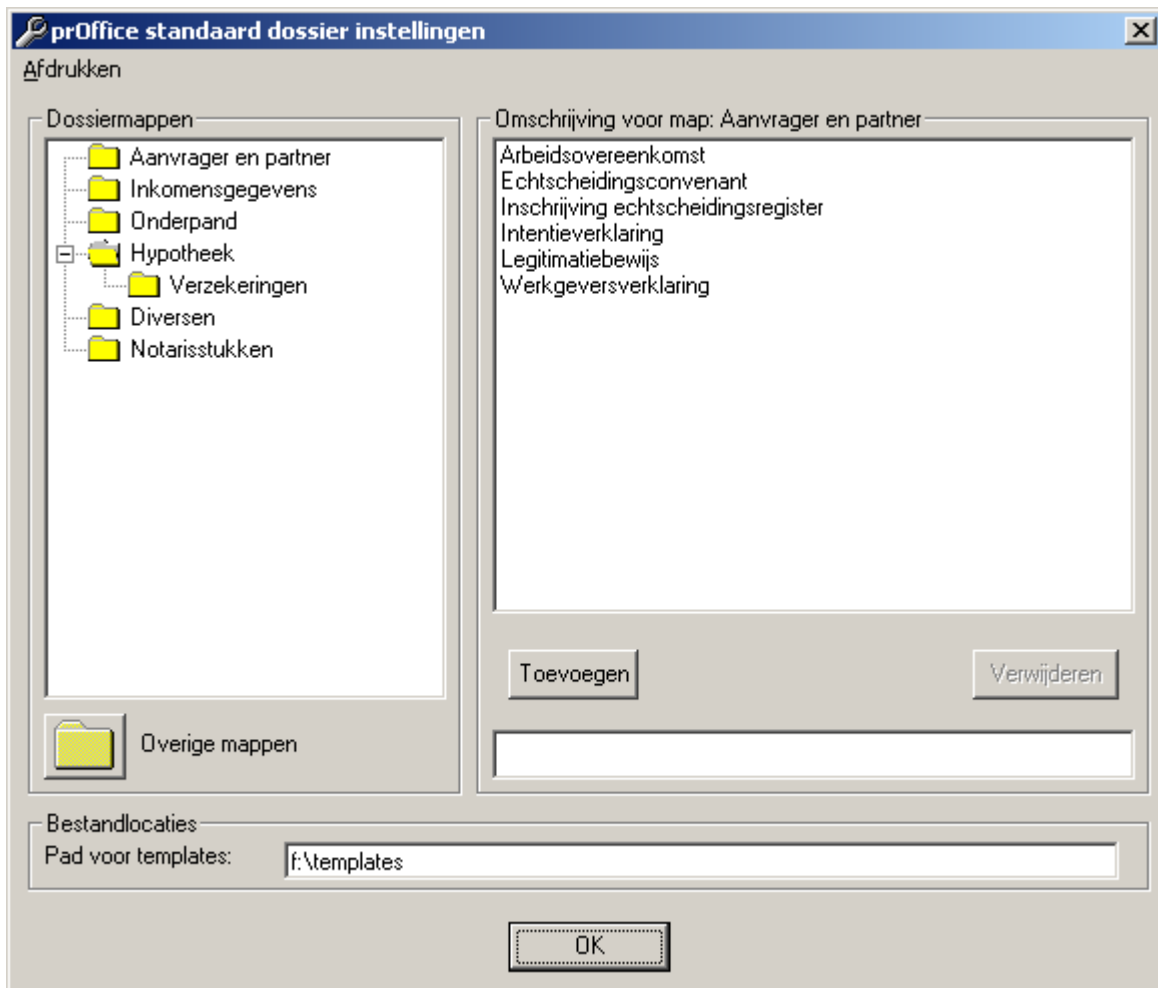 prOffice standaard dossier instellingen
Afdrukken
Dossiermappen
Aanvrager en partner
Inkomensgegevens
Onderpand
Hypotheek
Verzekeringen
Diversen
Notarisstukken
Overige mappen
Omschrijving voor map: Aanvrager en partner
Arbeidsovereenkomst
Echtscheidingsconvenant
Inschrijving echtscheidingsregister
Intentieverklaring
Legitimatiebewijs
Werkgeversverklaring
Toevoegen
Verwijderen
Bestandlocaties
Pad voor templates: f:\templates
OK